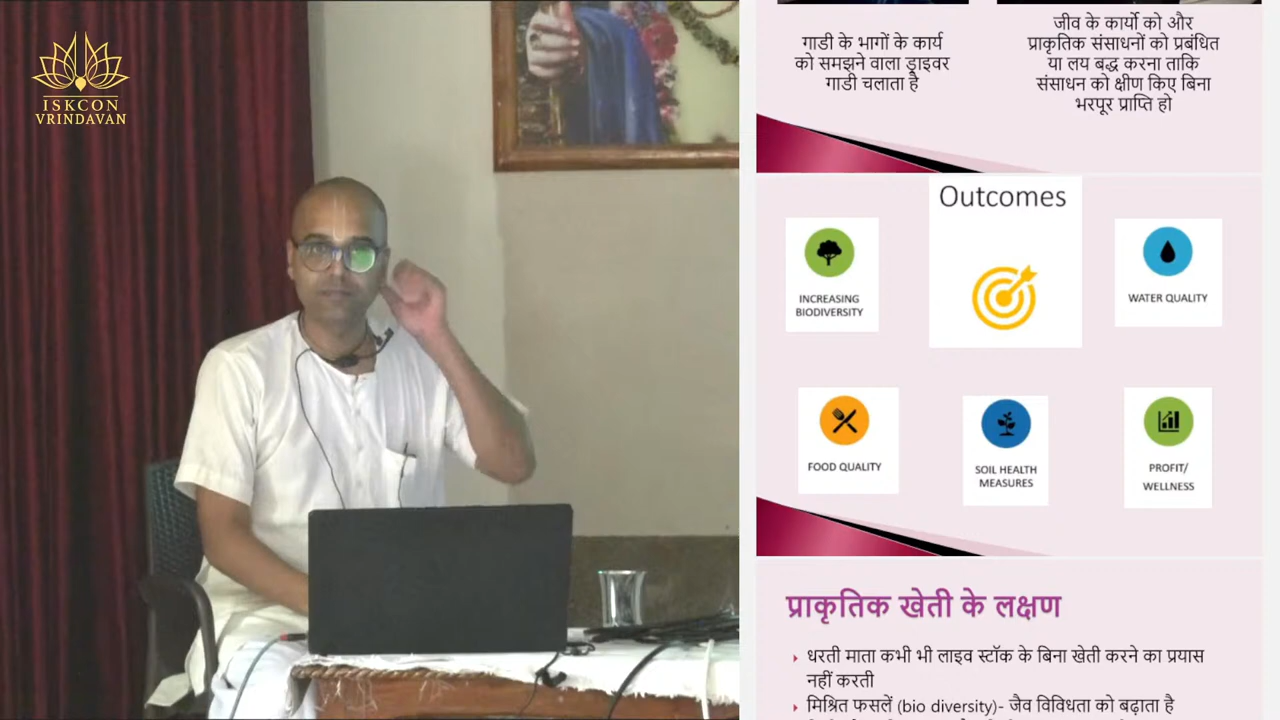 ISKCON
VRINDAVAN
गाडी के भागों के कार्य
को समझने वाला ड्राइवर
गाडी चलाता है
जीव के कार्यो को और
प्राकृतिक संसाधनों को प्रबंधित
या लय बद्ध करना ताकि
संसाधन को क्षीण किए बिना
भरपूर प्राप्ति हो
Outcomes
INCREASING
BIODIVERSITY
WATER QUALITY
FOOD QUALITY
SOIL HEALTH
MEASURES
PROFIT/
WELLNESS
प्राकृतिक खेती के लक्षण
धरती माता कभी भी लाइव स्टॉक के बिना खेती करने का प्रयास
नहीं करती
मिश्रित फसलें (bio diversity)- जैव विविधता को बढ़ाता है